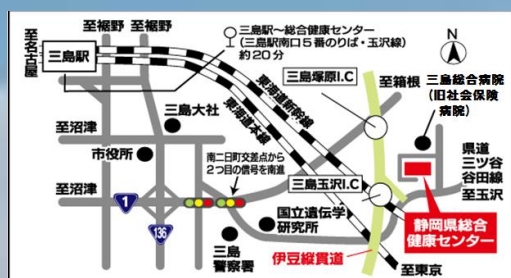 至裾野
至裾野
至名古屋
三島駅
三島駅～総合健康センター
(三島駅南口5番のりば・玉沢線)
約20分
N
東海道新幹線
東海道本線
三島塚原I.C
至箱根
三島総合病院
(旧社会保険
病院)
三島大社
至沼津
市役所
南二日町交差点から
2つ目の信号を南進
県道
三ツ谷
谷田線
至玉沢
至沼津
1
三島玉沢I.C
136
国立遺伝学
研究所
静岡県総合
健康センター
三島
警察署
伊豆縦貫道
至東京